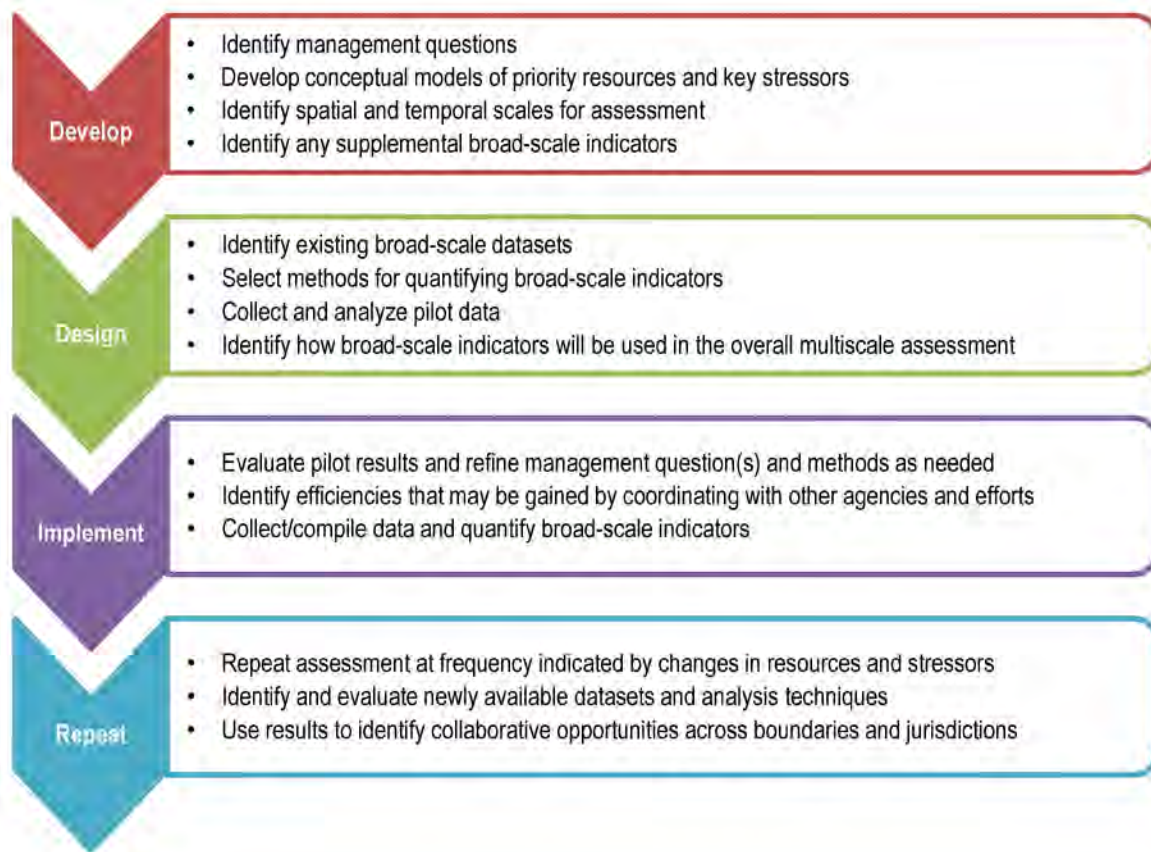 Develop
• Identify management questions
• Develop conceptual models of priority resources and key stressors
• Identify spatial and temporal scales for assessment
• Identify any supplemental broad-scale indicators
Design
• Identify existing broad-scale datasets
• Select methods for quantifying broad-scale indicators
• Collect and analyze pilot data
• Identify how broad-scale indicators will be used in the overall multiscale assessment
Implement
• Evaluate pilot results and refine management question(s) and methods as needed
• Identify efficiencies that may be gained by coordinating with other agencies and efforts
• Collect/compile data and quantify broad-scale indicators
Repeat
• Repeat assessment at frequency indicated by changes in resources and stressors
• Identify and evaluate newly available datasets and analysis techniques
• Use results to identify collaborative opportunities across boundaries and jurisdictions